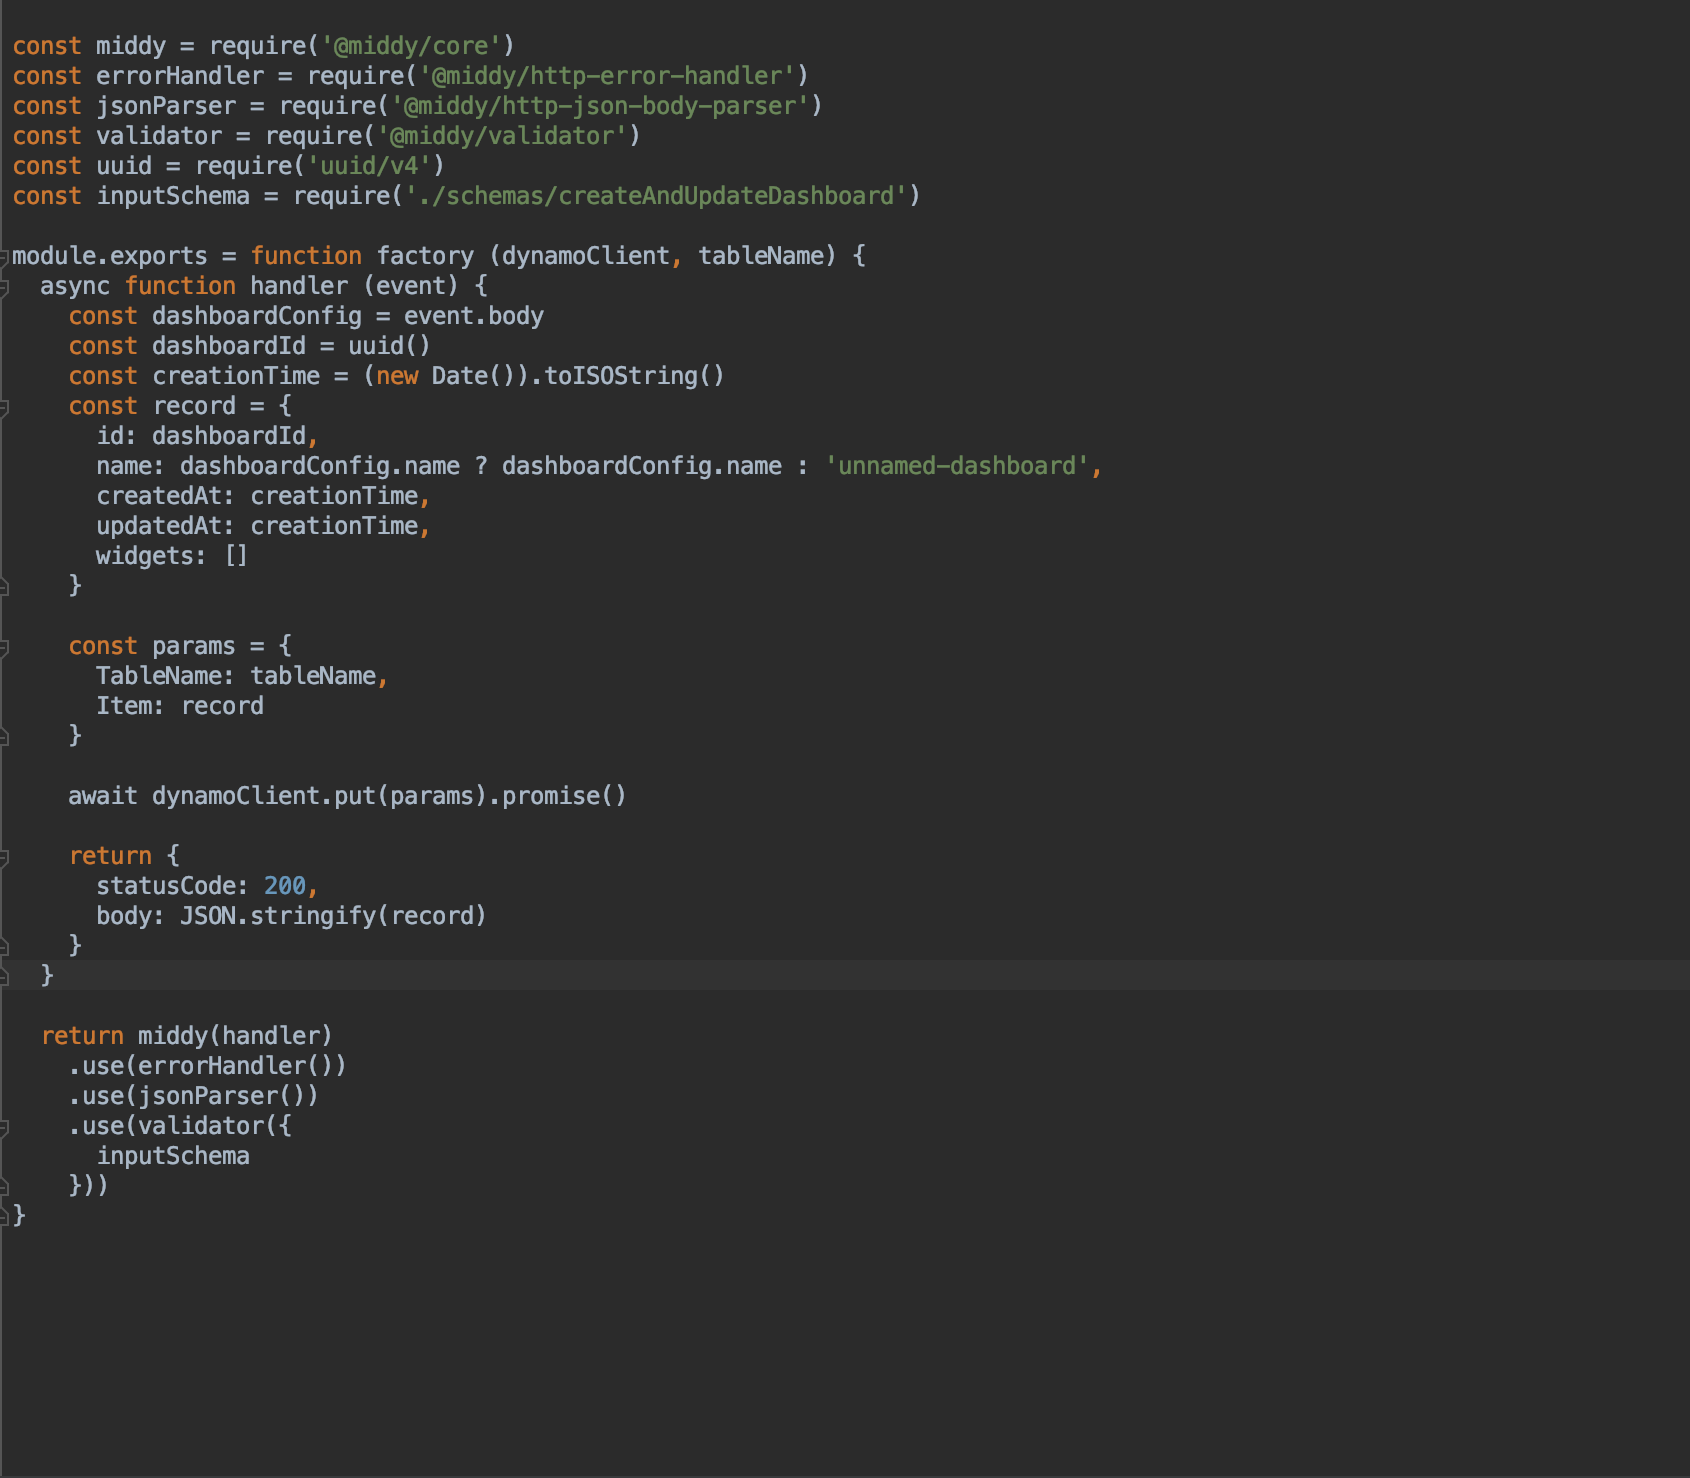 const middy = require('@middy/core')
const errorHandler = require('@middy/http-error-handler')
const jsonParser = require('@middy/http-json-body-parser')
const validator = require('@middy/validator')
const uuid = require('uuid/v4')
const inputSchema = require('./schemas/createAndUpdateDashboard')

module.exports = function factory (dynamoClient, tableName) {
  async function handler (event) {
    const dashboardConfig = event.body
    const dashboardId = uuid()
    const creationTime = (new Date()).toISOString()
    const record = {
      id: dashboardId,
      name: dashboardConfig.name ? dashboardConfig.name : 'unnamed-dashboard',
      createdAt: creationTime,
      updatedAt: creationTime,
      widgets: []
    }

    const params = {
      TableName: tableName,
      Item: record
    }

    await dynamoClient.put(params).promise()

    return {
      statusCode: 200,
      body: JSON.stringify(record)
    }
  }

  return middy(handler)
    .use(errorHandler())
    .use(jsonParser())
    .use(validator({
      inputSchema
    }))
}